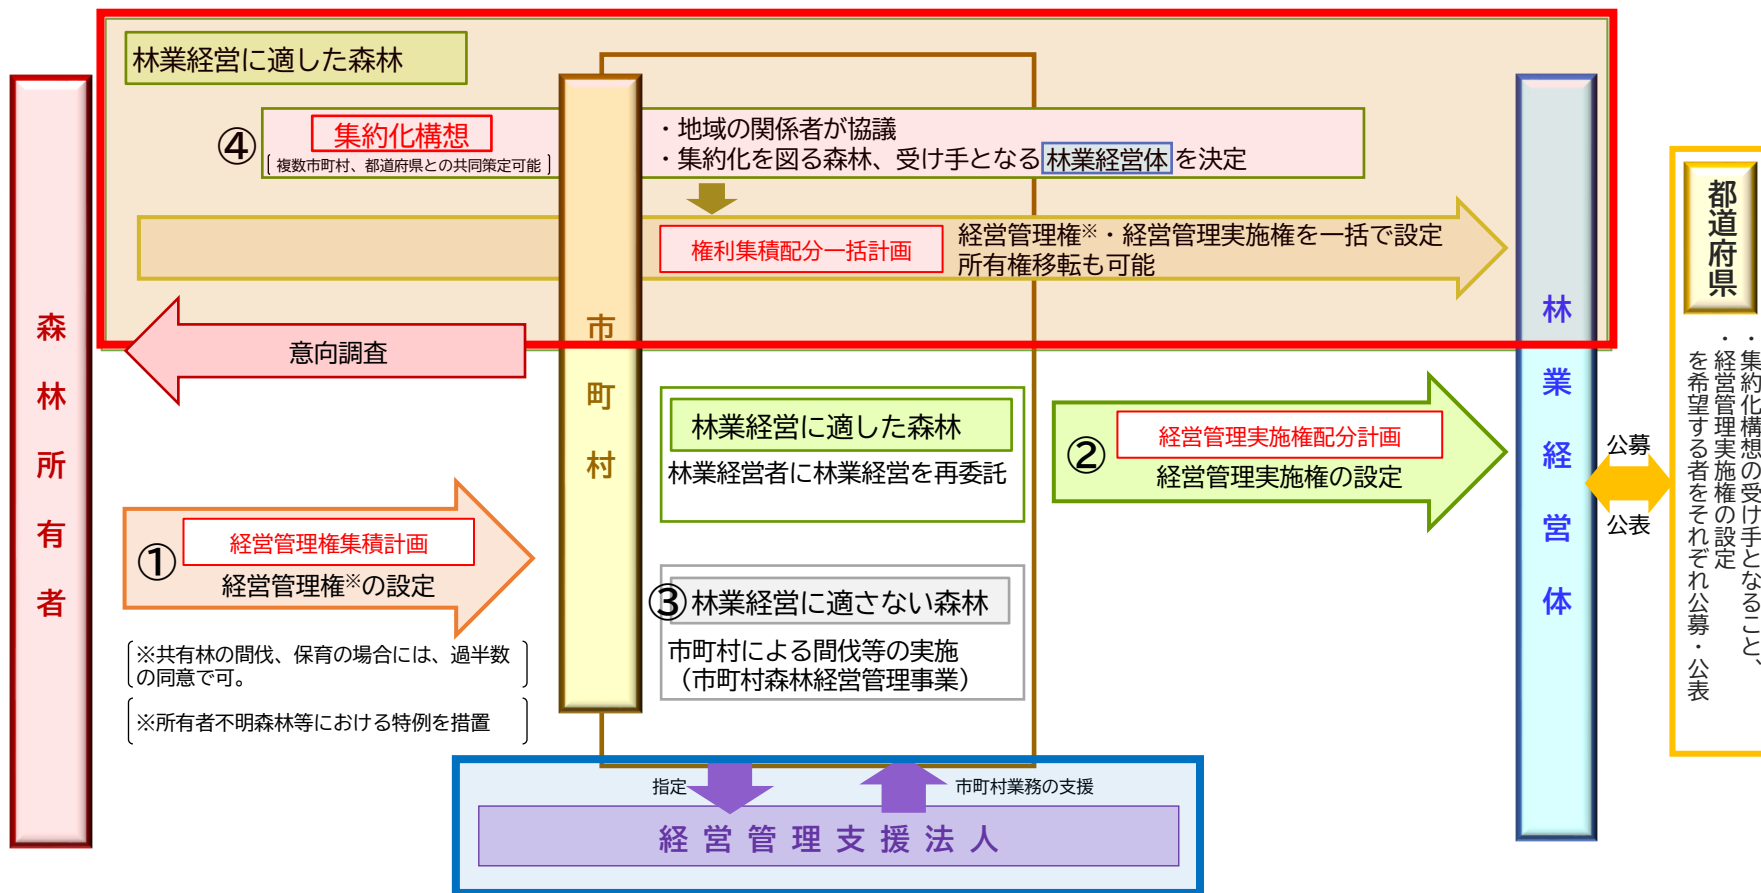 林業経営に適した森林
④
集約化構想
〔 複数市町村、都道府県との共同策定可能 〕
・地域の関係者が協議
・集約化を図る森林、受け手となる 林業経営体 を決定
権利集積配分一括計画
経営管理権※・経営管理実施権を一括で設定
所有権移転も可能
意向調査
森林所有者
市町村
林業経営体
林業経営に適した森林
林業経営者に林業経営を再委託
②
経営管理実施権配分計画
経営管理実施権の設定
①
経営管理権集積計画
経営管理権※の設定
③
林業経営に適さない森林
市町村による間伐等の実施
（市町村森林経営管理事業）
※共有林の間伐、保育の場合には、過半数
の同意で可。
※所有者不明森林等における特例を措置
公募
公表
都道府県
・集約化構想の受け手となること、
・経営管理実施権の設定
を希望する者をそれぞれ公募・公表
指定
市町村業務の支援
経営管理支援法人